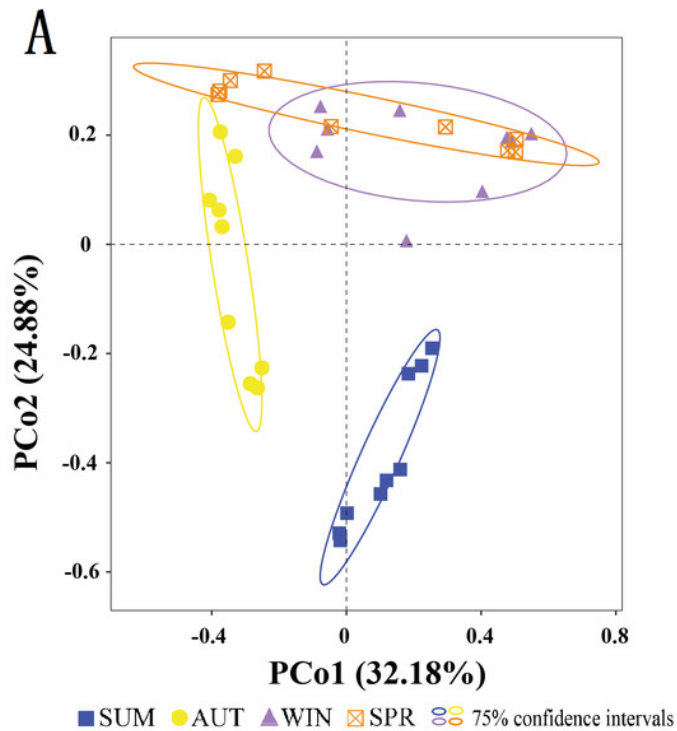 A
0.2
0
-0.2
-0.4
-0.6
PCo2 (24.88%)
-0.4 0 0.4 0.8
PCo1 (32.18%)
SUM AUT WIN SPR 75% confidence intervals